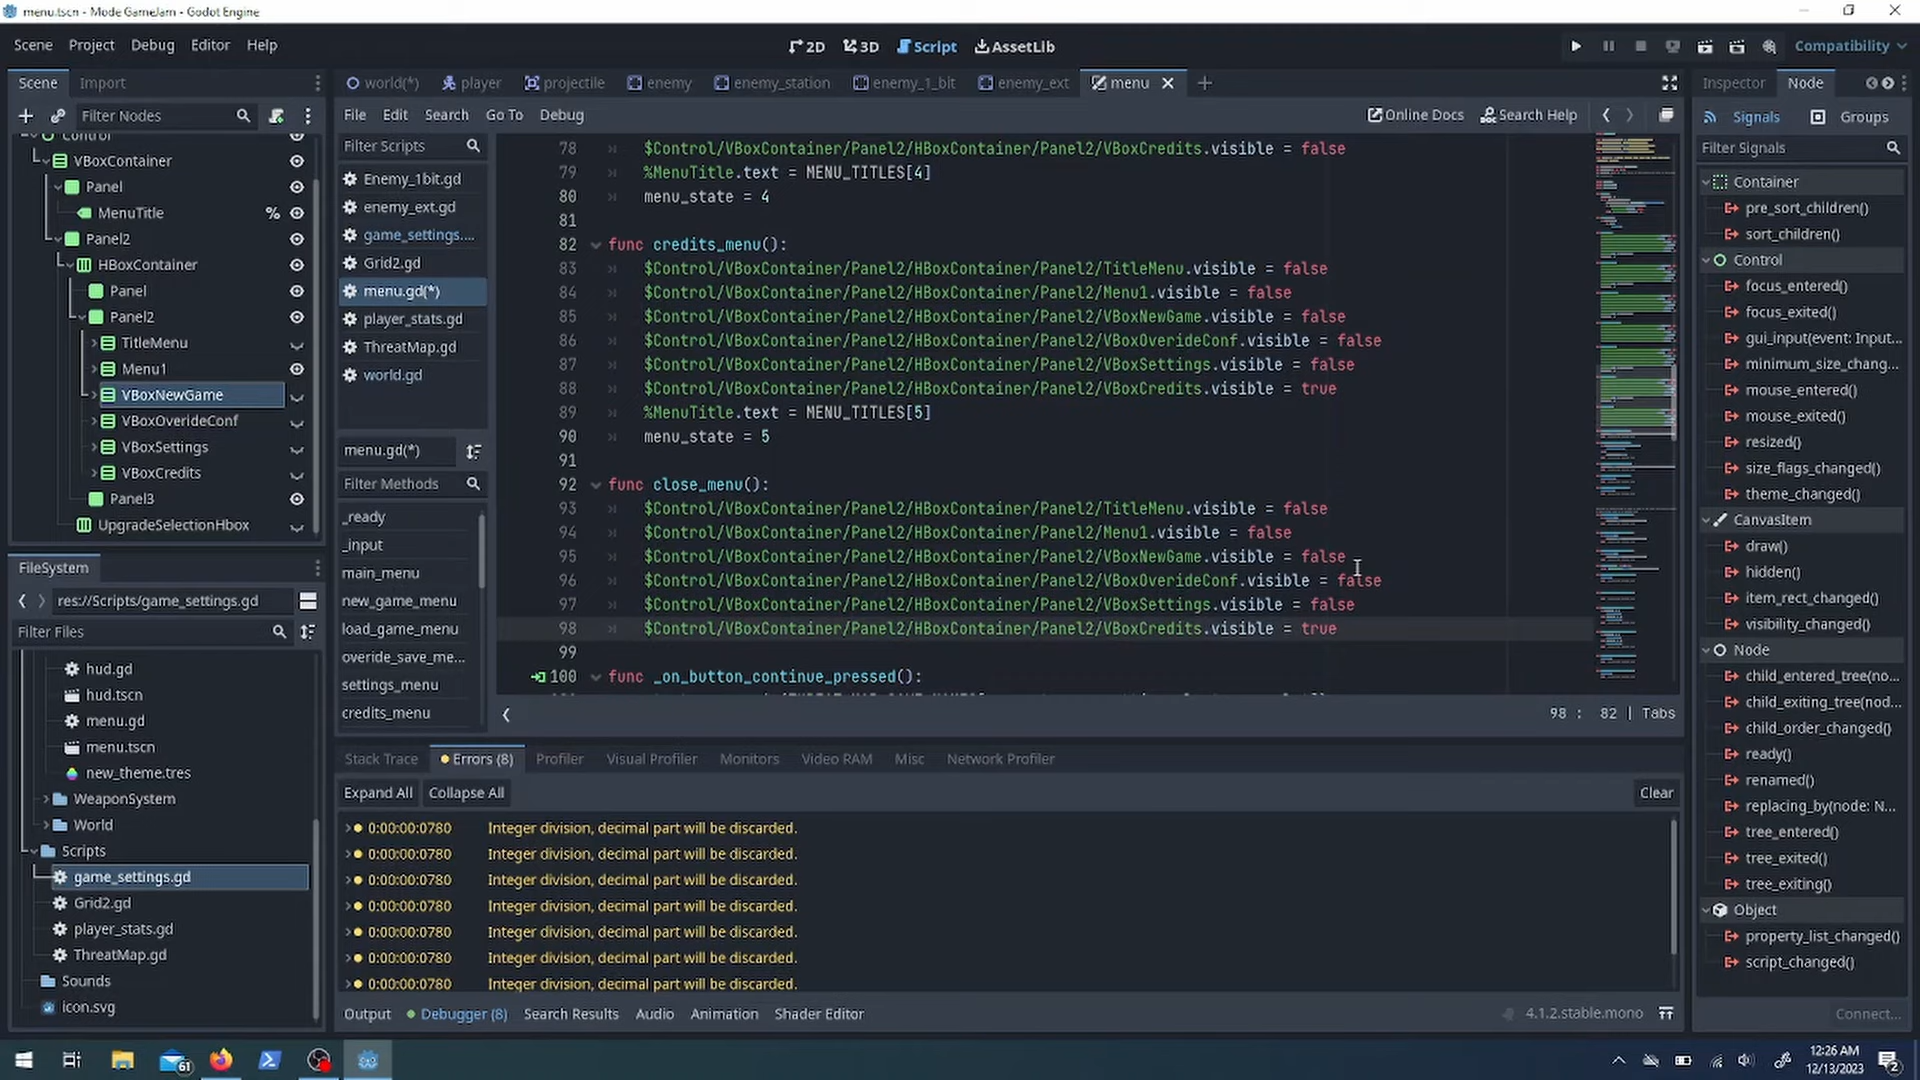 menu.tscn - Mode GameJam - Godot Engine
Scene Project Debug Editor Help
2D 3D Script AssetLib
Compatibility
Scene Import
world(*) player projectile enemy enemy_station enemy_1_bit enemy_ext menu
Inspector Node
Filter Nodes
File Edit Search Go To Debug
Online Docs Search Help
Signals Groups
VBoxContainer
Panel
MenuTitle %
Panel2
HBoxContainer
Panel
Panel2
TitleMenu
Menu1
VBoxNewGame
VBoxOverideConf
VBoxSettings
VBoxCredits
Panel3
UpgradeSelectionHbox
FileSystem
res://Scripts/game_settings.gd
Filter Files
hud.gd
hud.tscn
menu.gd
menu.tscn
new_theme.tres
WeaponSystem
World
Scripts
game_settings.gd
Grid2.gd
player_stats.gd
ThreatMap.gd
Sounds
icon.svg
Filter Scripts
Enemy_1bit.gd
enemy_ext.gd
game_settings....
Grid2.gd
menu.gd(*)
player_stats.gd
ThreatMap.gd
world.gd
menu.gd(*)
Filter Methods
_ready
_input
main_menu
new_game_menu
load_game_menu
overide_save_me...
settings_menu
credits_menu
78 $Control/VBoxContainer/Panel2/HBoxContainer/Panel2/VBoxCredits.visible = false
79 %MenuTitle.text = MENU_TITLES[4]
80 menu_state = 4
81
82 func credits_menu():
83 $Control/VBoxContainer/Panel2/HBoxContainer/Panel2/TitleMenu.visible = false
84 $Control/VBoxContainer/Panel2/HBoxContainer/Panel2/Menu1.visible = false
85 $Control/VBoxContainer/Panel2/HBoxContainer/Panel2/VBoxNewGame.visible = false
86 $Control/VBoxContainer/Panel2/HBoxContainer/Panel2/VBoxOverideConf.visible = false
87 $Control/VBoxContainer/Panel2/HBoxContainer/Panel2/VBoxSettings.visible = false
88 $Control/VBoxContainer/Panel2/HBoxContainer/Panel2/VBoxCredits.visible = true
89 %MenuTitle.text = MENU_TITLES[5]
90 menu_state = 5
91
92 func close_menu():
93 $Control/VBoxContainer/Panel2/HBoxContainer/Panel2/TitleMenu.visible = false
94 $Control/VBoxContainer/Panel2/HBoxContainer/Panel2/Menu1.visible = false
95 $Control/VBoxContainer/Panel2/HBoxContainer/Panel2/VBoxNewGame.visible = false
96 $Control/VBoxContainer/Panel2/HBoxContainer/Panel2/VBoxOverideConf.visible = false
97 $Control/VBoxContainer/Panel2/HBoxContainer/Panel2/VBoxSettings.visible = false
98 $Control/VBoxContainer/Panel2/HBoxContainer/Panel2/VBoxCredits.visible = true
99
100 func _on_button_continue_pressed():
98 : 82 | Tabs
Stack Trace Errors (8) Profiler Visual Profiler Monitors Video RAM Misc Network Profiler
Expand All Collapse All Clear
0:00:00:0780 Integer division, decimal part will be discarded.
0:00:00:0780 Integer division, decimal part will be discarded.
0:00:00:0780 Integer division, decimal part will be discarded.
0:00:00:0780 Integer division, decimal part will be discarded.
0:00:00:0780 Integer division, decimal part will be discarded.
0:00:00:0780 Integer division, decimal part will be discarded.
0:00:00:0780 Integer division, decimal part will be discarded.
Output Debugger (8) Search Results Audio Animation Shader Editor
4.1.2.stable.mono
Filter Signals
Container
pre_sort_children()
sort_children()
Control
focus_entered()
focus_exited()
gui_input(event: Input...
minimum_size_chang...
mouse_entered()
mouse_exited()
resized()
size_flags_changed()
theme_changed()
CanvasItem
draw()
hidden()
item_rect_changed()
visibility_changed()
Node
child_entered_tree(no...
child_exiting_tree(nod...
child_order_changed()
ready()
renamed()
replacing_by(node: N...
tree_entered()
tree_exited()
tree_exiting()
Object
property_list_changed()
script_changed()
Connect...
61
12:26 AM
12/13/2023
2